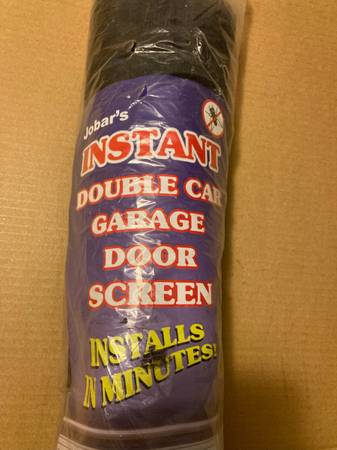 Jobar's
INSTANT
DOUBLE CAR
GARAGE
DOOR
SCREEN
INSTALLS
IN MINUTES!